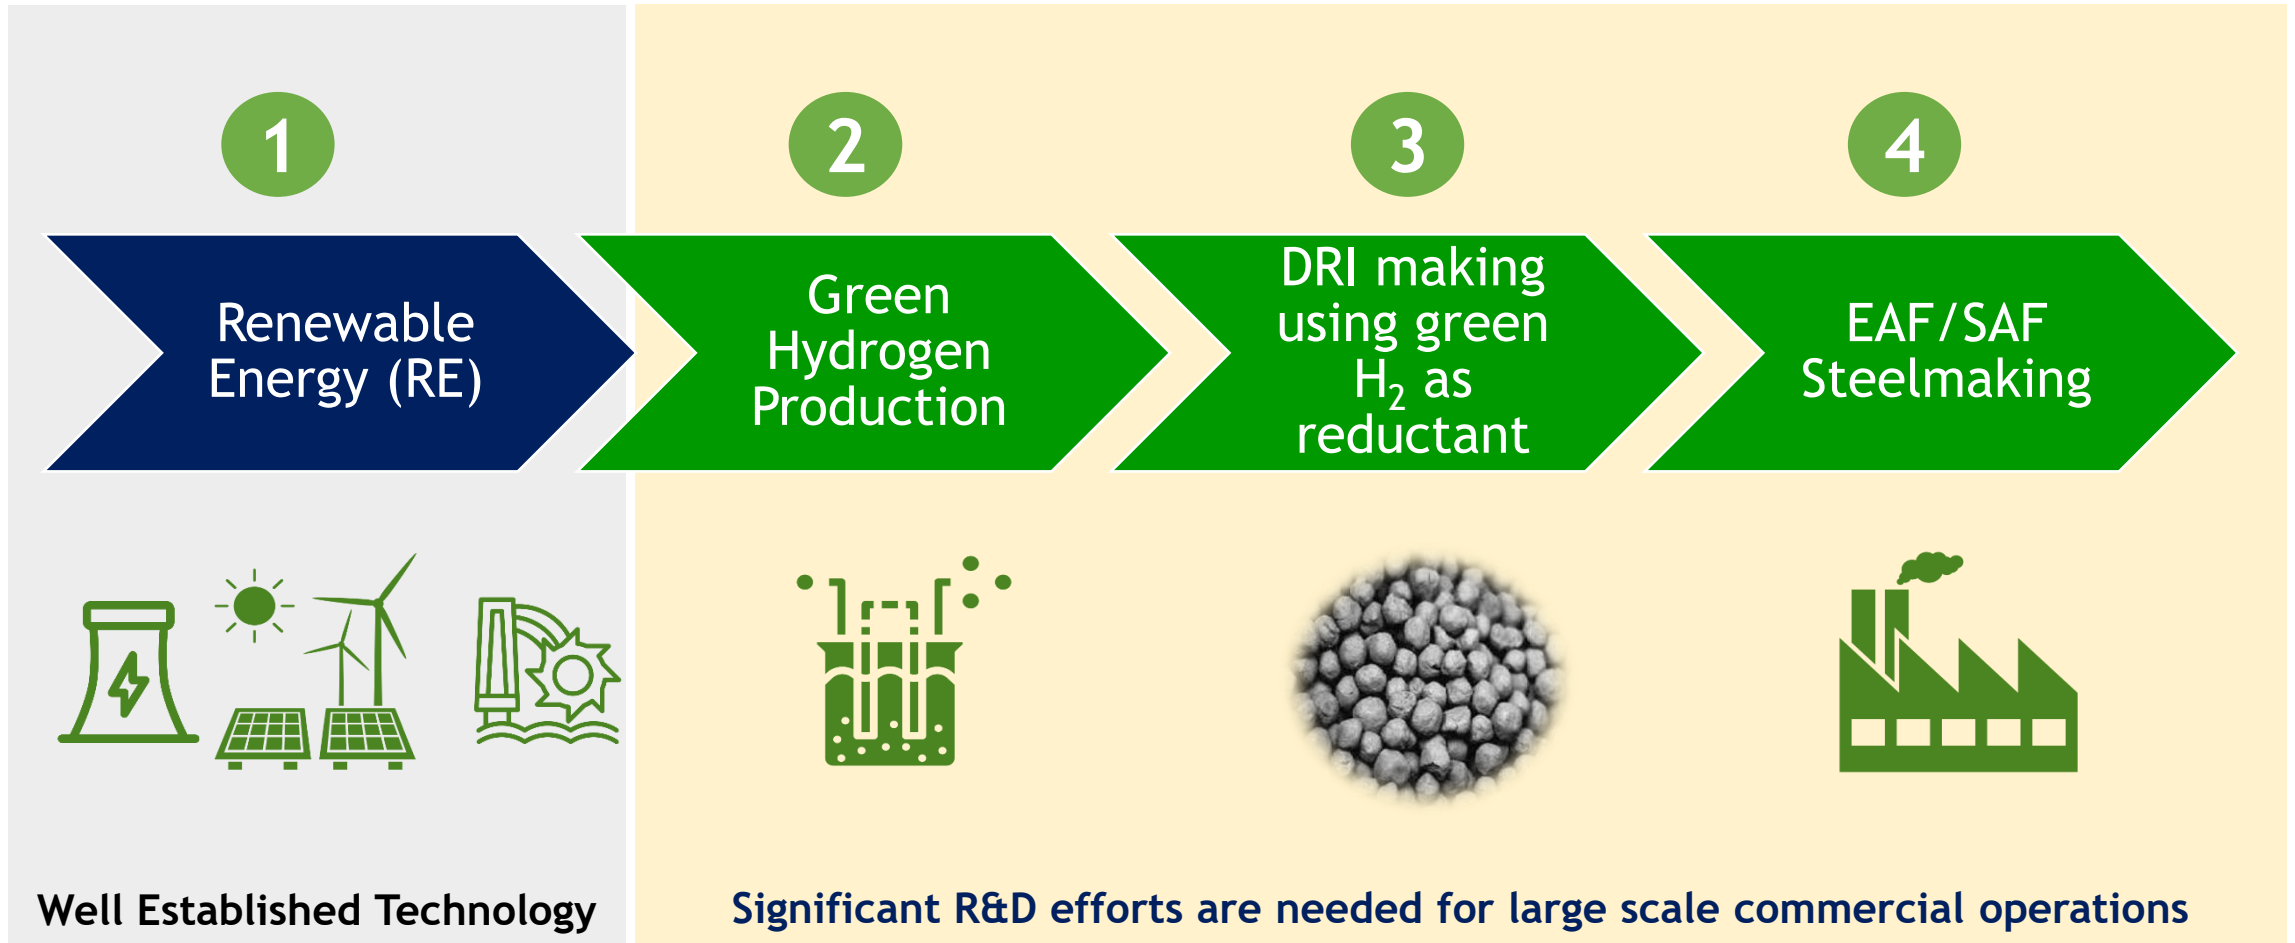 1
2
3
4
Renewable
Energy (RE)
Green
Hydrogen
Production
DRI making
using green
H₂ as
reductant
EAF/SAF
Steelmaking
Well Established Technology
Significant R&D efforts are needed for large scale commercial operations